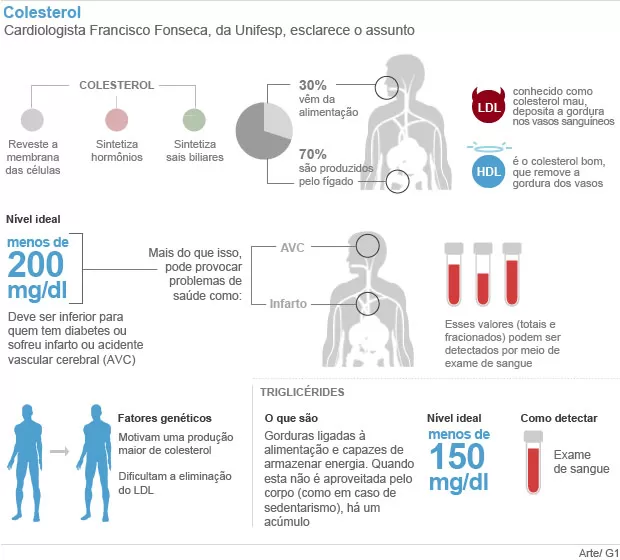 Colesterol
Cardiologista Francisco Fonseca, da Unifesp, esclarece o assunto
COLESTEROL
Reveste a
membrana
das células
Sintetiza
hormônios
Sintetiza
sais biliares
30%
vêm da
alimentação
70%
são produzidos
pelo fígado
LDL
conhecido como
colesterol mau,
deposita a gordura
nos vasos sanguíneos
HDL
é o colesterol bom,
que remove a
gordura dos vasos
Nível ideal
menos de
200
mg/dl
Deve ser inferior para
quem tem diabetes ou
sofreu infarto ou acidente
vascular cerebral (AVC)
Mais do que isso,
pode provocar
problemas de
saúde como:
AVC
Infarto
Esses valores (totais e
fracionados) podem ser
detectados por meio de
exame de sangue
Fatores genéticos
Motivam uma produção
maior de colesterol
Dificultam a eliminação
do LDL
TRIGLICÉRIDES
O que são
Gorduras ligadas à
alimentação e capazes de
armazenar energia. Quando
esta não é aproveitada pelo
corpo (como em caso de
sedentarismo), há um
acúmulo
Nível ideal
menos de
150
mg/dl
Como detectar
Exame
de sangue
Arte/ G1